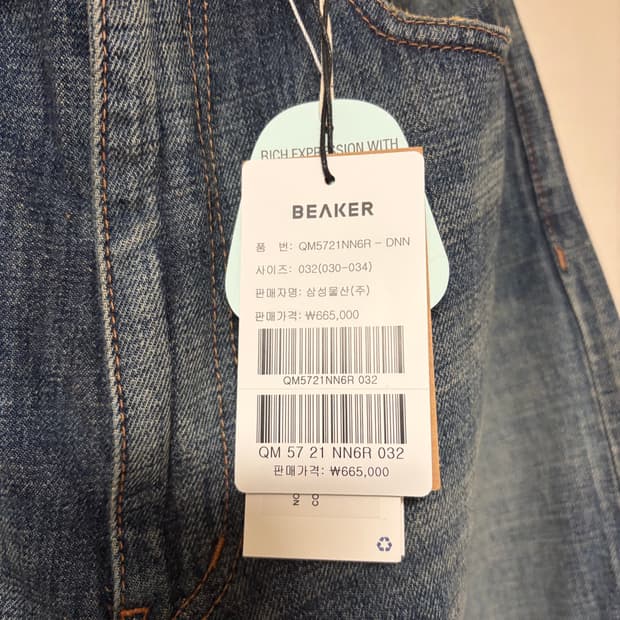 RICH EXPRESSION WITH
BEAKER
품 번: QM5721NN6R - DNN
사이즈: 032(030-034)
판매자명: 삼성물산(주)
판매가격: ₩665,000
QM5721NN6R 032
QM 57 21 NN6R 032
판매가격: ₩665,000
NO
CO